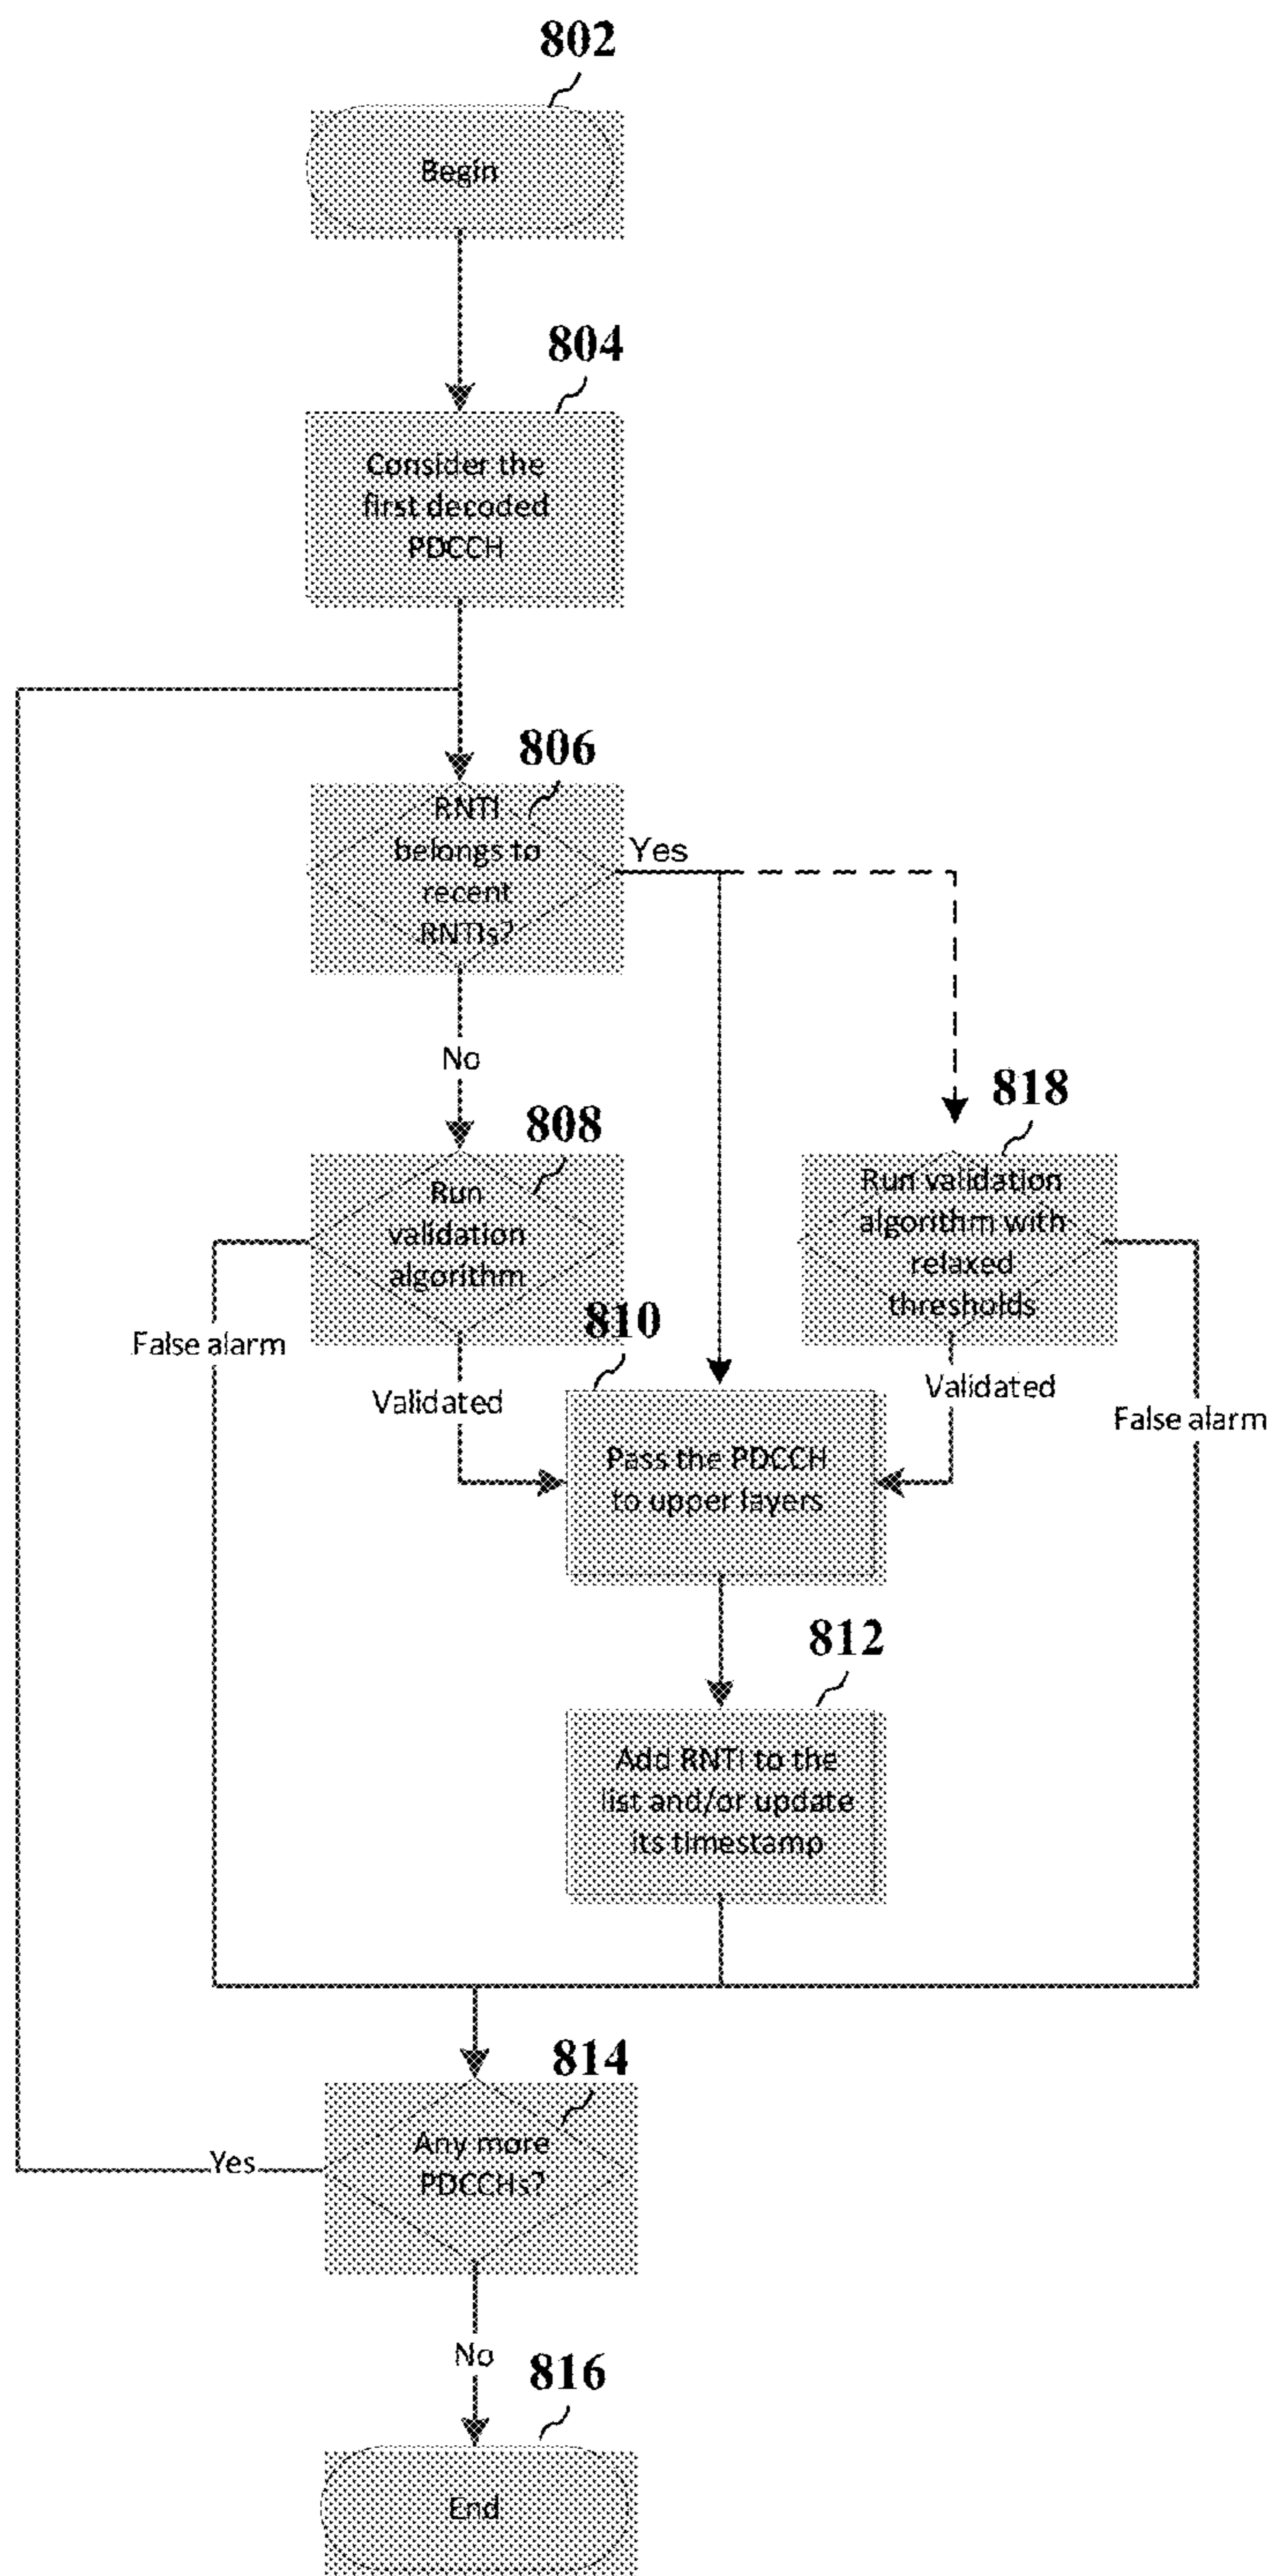 802
Begin
804
Consider the
first decoded
PDCCH
806
RNTI
belongs to
recent
RNTIs?
Yes
No
808
Run
validation
algorithm
818
Run validation
algorithm with
relaxed
thresholds
False alarm
Validated
810
Validated
False alarm
Pass the PDCCH
to upper layers
812
Add RNTI to the
list and/or update
its timestamp
814
Any more
PDCCHs?
Yes
No
816
End